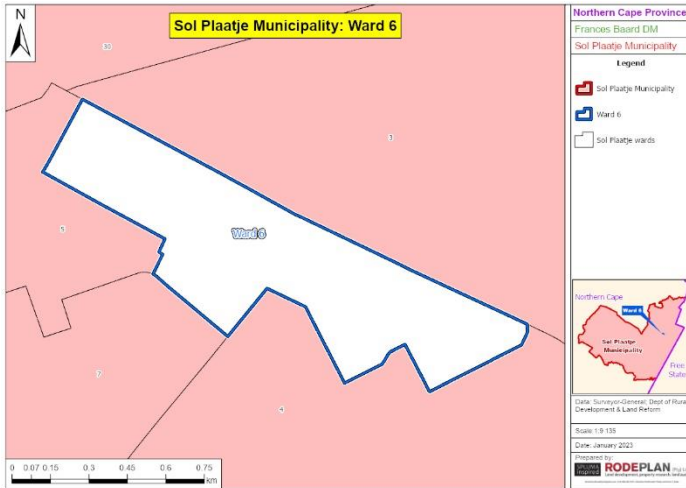 N
Sol Plaatje Municipality: Ward 6
30
3
Ward 6
5
7
4
0 0.07 0.15 0.3 0.45 0.6 0.75
km
Northern Cape Province
Frances Baard DM
Sol Plaatje Municipality
Legend
Sol Plaatje Municipality
Ward 6
Sol Plaatje wards
Northern Cape
Ward 6
Sol Plaatje
Municipality
Free
State
Data: Surveyor-General; Dept of Rural
Development & Land Reform
Scale: 1:9 135
Date: January 2023
Prepared by:
RODEPLAN